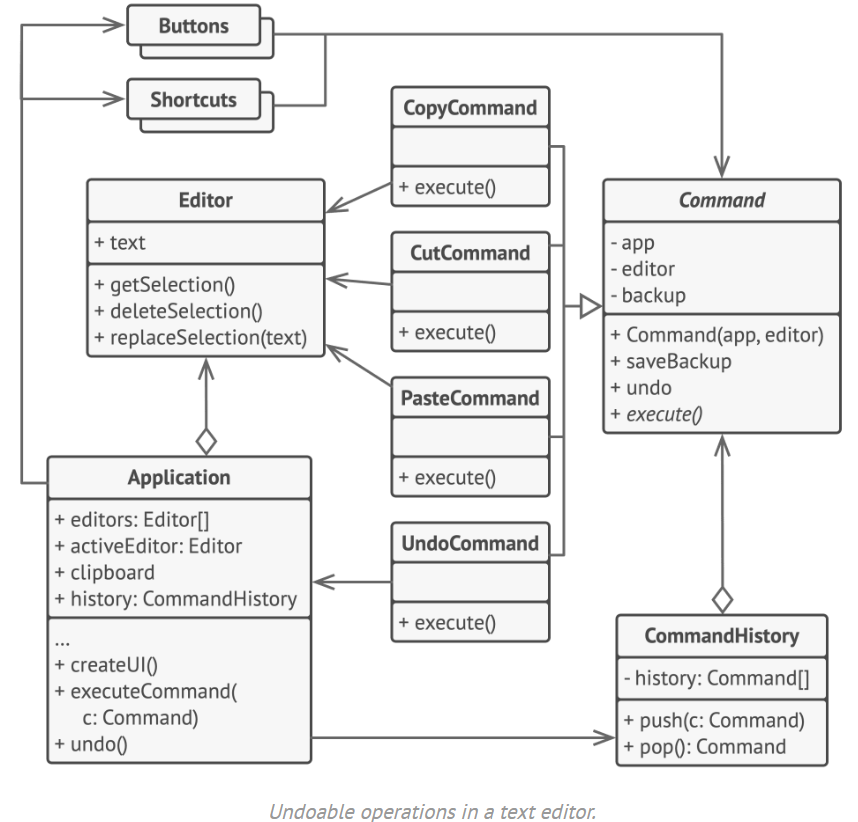 Buttons
Shortcuts
CopyCommand
+ execute()
Editor
+ text
+ getSelection()
+ deleteSelection()
+ replaceSelection(text)
CutCommand
+ execute()
Command
- app
- editor
- backup
+ Command(app, editor)
+ saveBackup
+ undo
+ execute()
PasteCommand
+ execute()
Application
+ editors: Editor[]
+ activeEditor: Editor
+ clipboard
+ history: CommandHistory
...
+ createUI()
+ executeCommand(
c: Command)
+ undo()
UndoCommand
+ execute()
CommandHistory
- history: Command[]
+ push(c: Command)
+ pop(): Command
Undoable operations in a text editor.